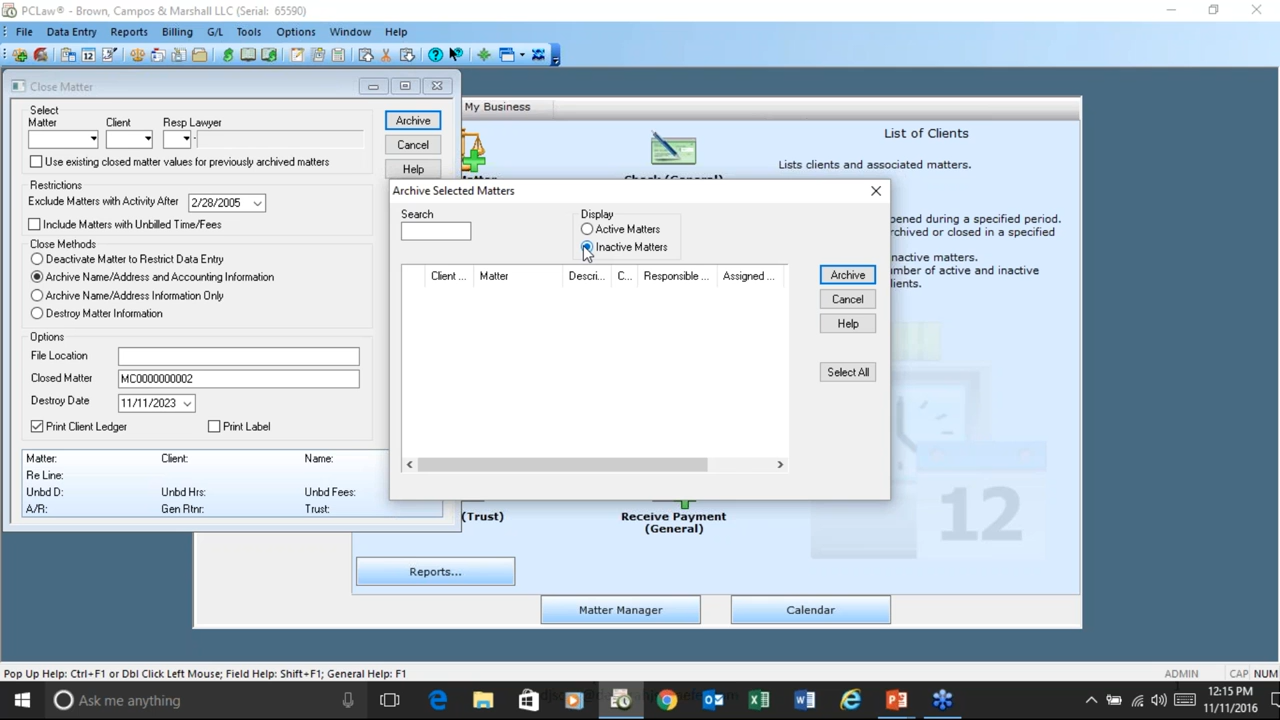 PCLaw® - Brown, Campos & Marshall LLC (Serial: 65590)
File Data Entry Reports Billing G/L Tools Options Window Help
12
Close Matter
Select
Matter Client Resp Lawyer
Archive
Cancel
Help
Use existing closed matter values for previously archived matters
Restrictions
Exclude Matters with Activity After 2/28/2005
Include Matters with Unbilled Time/Fees
Close Methods
Deactivate Matter to Restrict Data Entry
Archive Name/Address and Accounting Information
Archive Name/Address Information Only
Destroy Matter Information
Options
File Location
Closed Matter MC0000000002
Destroy Date 11/11/2023
Print Client Ledger Print Label
Matter: Client: Name:
Re Line:
Unbd D: Unbd Hrs: Unbd Fees:
A/R: Gen Rtnr: Trust:
My Business
List of Clients
Lists clients and associated matters.
Archive Selected Matters
Search
Display
Active Matters
Inactive Matters
Client ... Matter Descri... C... Responsible ... Assigned ...
Archive
Cancel
Help
Select All
pened during a specified period.
rchived or closed in a specified
nactive matters.
umber of active and inactive
lients.
12
(Trust)
Receive Payment
(General)
Reports...
Matter Manager Calendar
Pop Up Help: Ctrl+F1 or Dbl Click Left Mouse; Field Help: Shift+F1; General Help: F1
ADMIN CAP NUM
Ask me anything
12:15 PM
11/11/2016